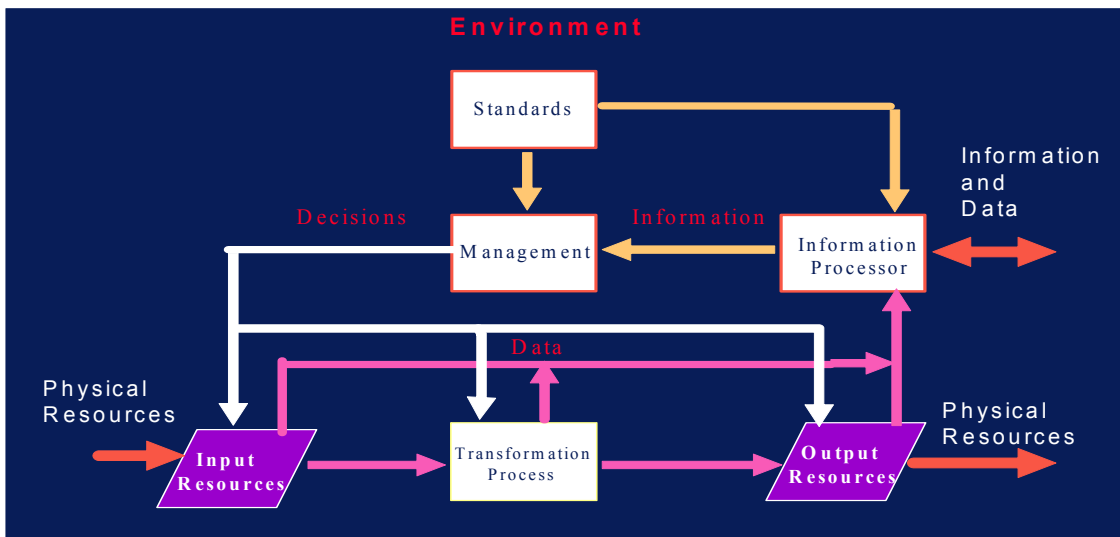 Environment
Standards
Information
and
Data
Decisions
Information
Management
Information
Processor
Data
Physical
Resources
Physical
Resources
Input
Resources
Transformation
Process
Output
Resources